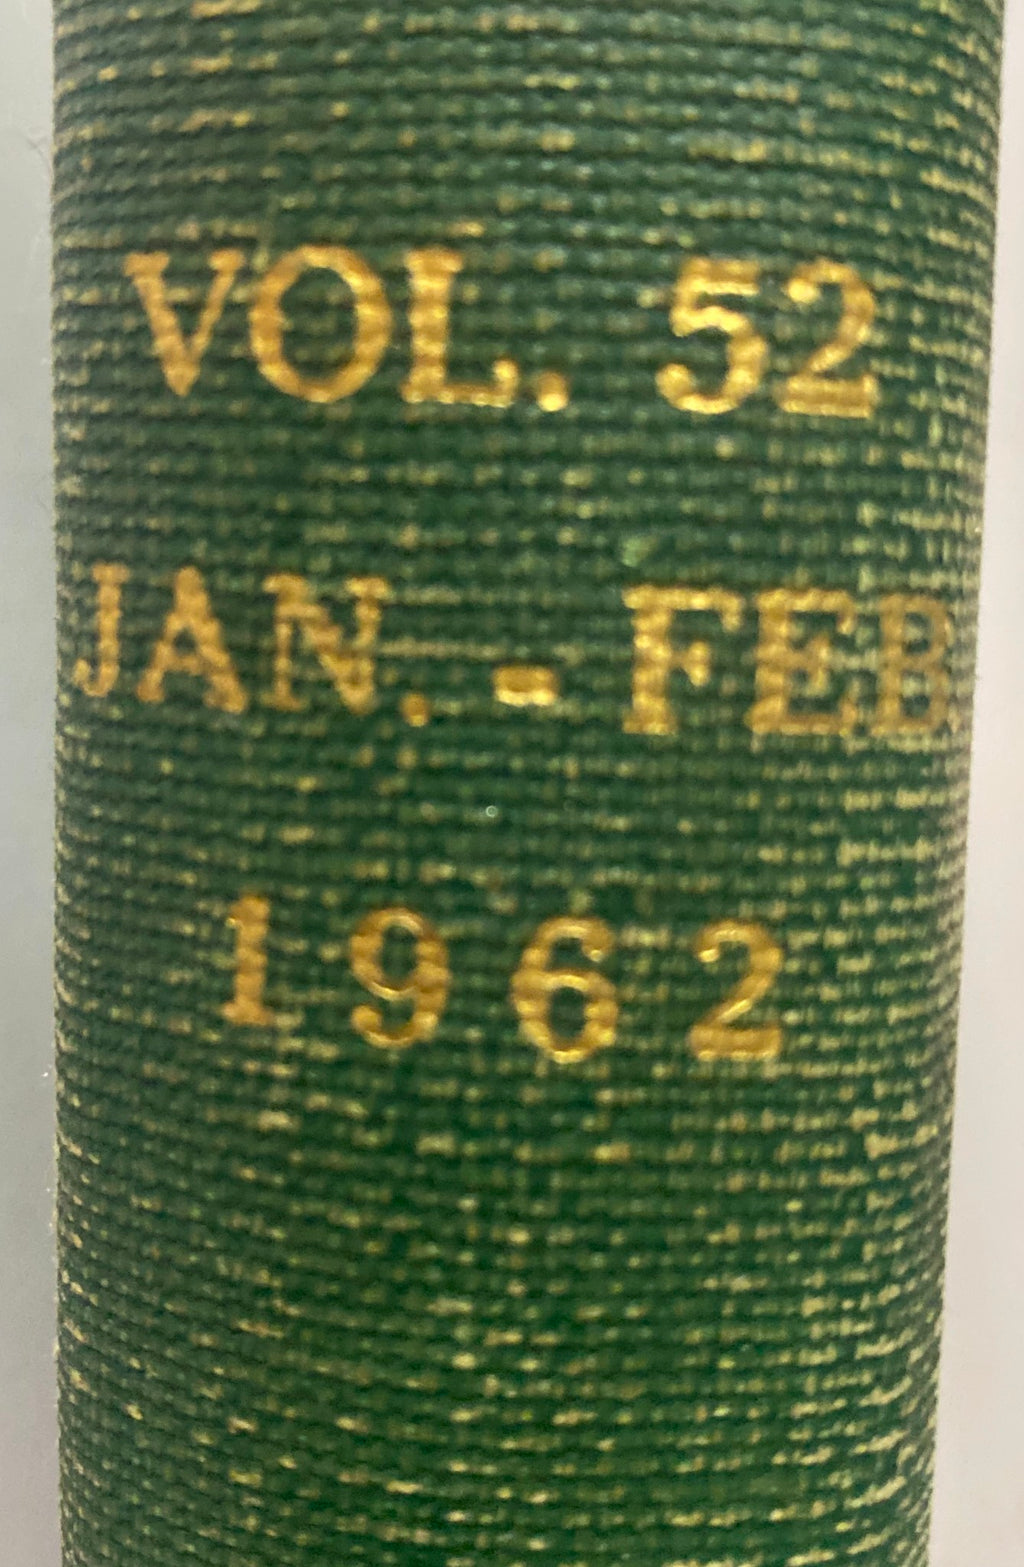 VOL. 52
JAN. - FEB
1962